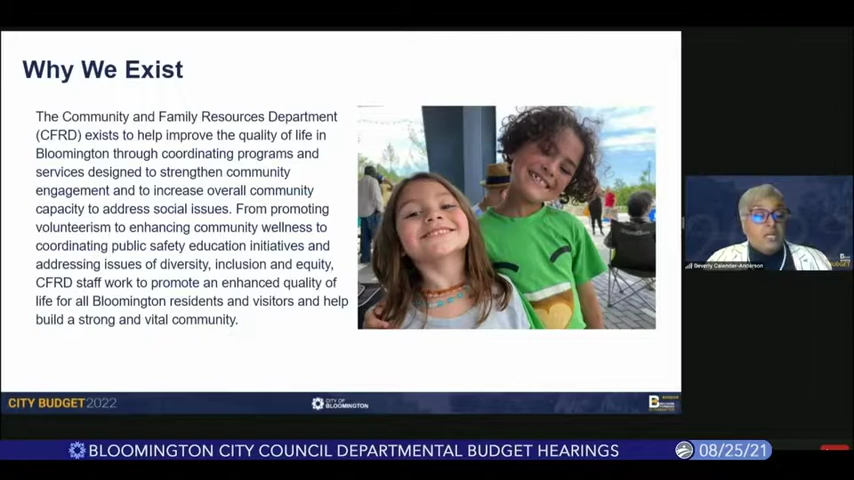 Why We Exist
The Community and Family Resources Department
(CFRD) exists to help improve the quality of life in
Bloomington through coordinating programs and
services designed to strengthen community
engagement and to increase overall community
capacity to address social issues. From promoting
volunteerism to enhancing community wellness to
coordinating public safety education initiatives and
addressing issues of diversity, inclusion and equity,
CFRD staff work to promote an enhanced quality of
life for all Bloomington residents and visitors and help
build a strong and vital community.
Beverly Calender-Anderson
CITY BUDGET2022
CITY OF
BLOOMINGTON
BLOOMINGTON CITY COUNCIL DEPARTMENTAL BUDGET HEARINGS
08/25/21